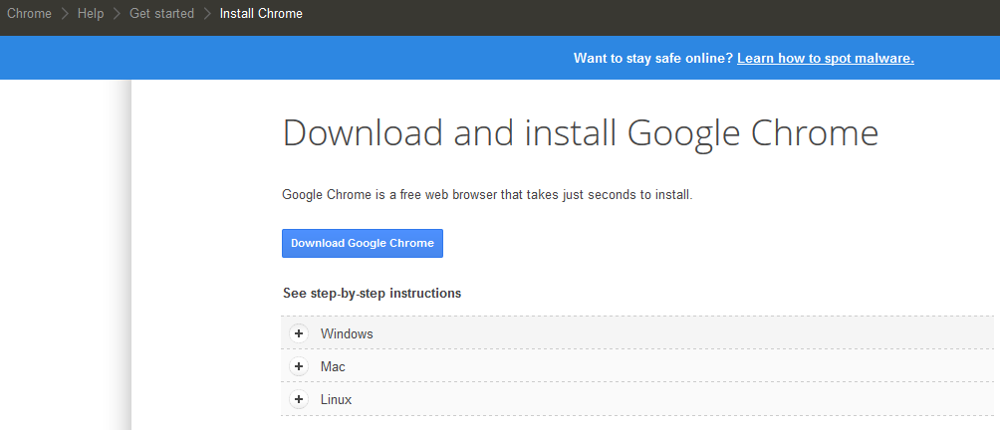 Chrome Help Get started Install Chrome
Want to stay safe online? Learn how to spot malware.
Download and install Google Chrome
Google Chrome is a free web browser that takes just seconds to install.
Download Google Chrome
See step-by-step instructions
+ Windows
+ Mac
+ Linux